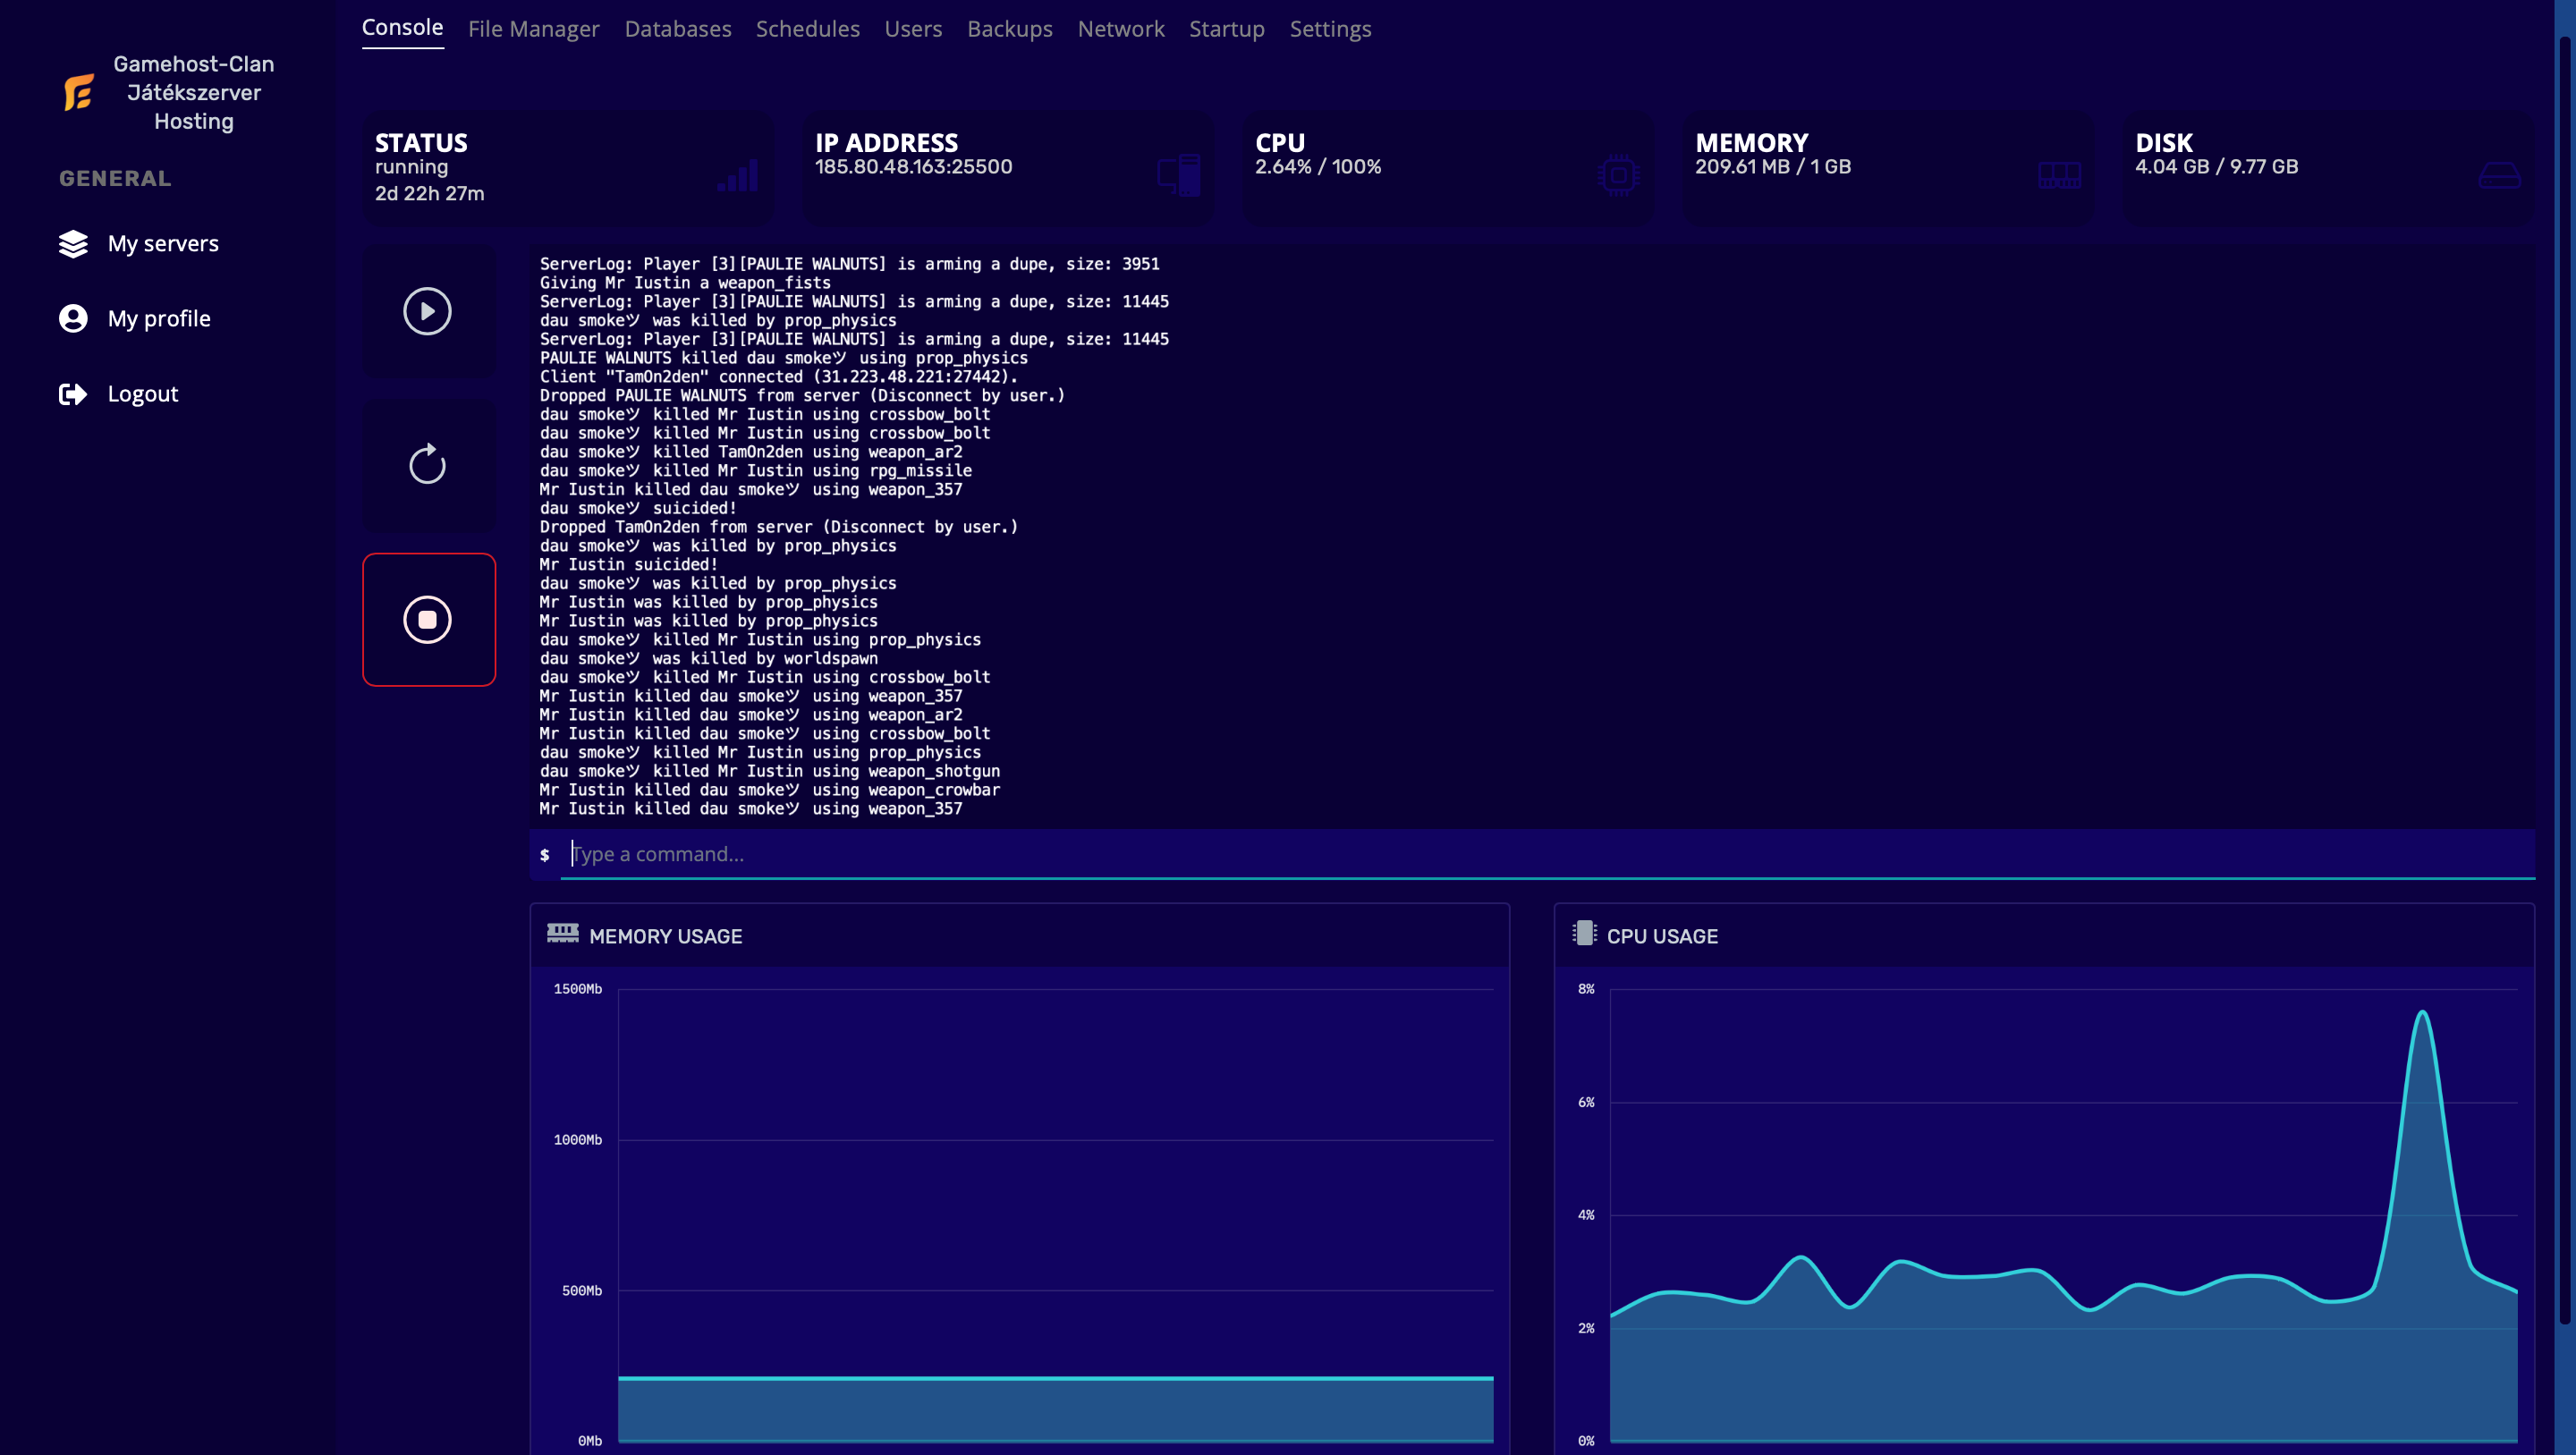 Gamehost-Clan
Játékszerver
Hosting
GENERAL
My servers
My profile
Logout
Console File Manager Databases Schedules Users Backups Network Startup Settings
STATUS
running
2d 22h 27m
IP ADDRESS
185.80.48.163:25500
CPU
2.64% / 100%
MEMORY
209.61 MB / 1 GB
DISK
4.04 GB / 9.77 GB
ServerLog: Player [3][PAULIE WALNUTS] is arming a dupe, size: 3951
Giving Mr Iustin a weapon_fists
ServerLog: Player [3][PAULIE WALNUTS] is arming a dupe, size: 11445
dau smokeツ was killed by prop_physics
ServerLog: Player [3][PAULIE WALNUTS] is arming a dupe, size: 11445
PAULIE WALNUTS killed dau smokeツ using prop_physics
Client "TamOn2den" connected (31.223.48.221:27442).
Dropped PAULIE WALNUTS from server (Disconnect by user.)
dau smokeツ killed Mr Iustin using crossbow_bolt
dau smokeツ killed Mr Iustin using crossbow_bolt
dau smokeツ killed TamOn2den using weapon_ar2
dau smokeツ killed Mr Iustin using rpg_missile
Mr Iustin killed dau smokeツ using weapon_357
dau smokeツ suicided!
Dropped TamOn2den from server (Disconnect by user.)
dau smokeツ was killed by prop_physics
Mr Iustin suicided!
dau smokeツ was killed by prop_physics
Mr Iustin was killed by prop_physics
Mr Iustin was killed by prop_physics
dau smokeツ killed Mr Iustin using prop_physics
dau smokeツ was killed by worldspawn
dau smokeツ killed Mr Iustin using crossbow_bolt
Mr Iustin killed dau smokeツ using weapon_357
Mr Iustin killed dau smokeツ using weapon_ar2
Mr Iustin killed dau smokeツ using crossbow_bolt
dau smokeツ killed Mr Iustin using prop_physics
dau smokeツ killed Mr Iustin using weapon_shotgun
Mr Iustin killed dau smokeツ using weapon_crowbar
Mr Iustin killed dau smokeツ using weapon_357
$ Type a command...
MEMORY USAGE
1500Mb
1000Mb
500Mb
0Mb
CPU USAGE
8%
6%
4%
2%
0%